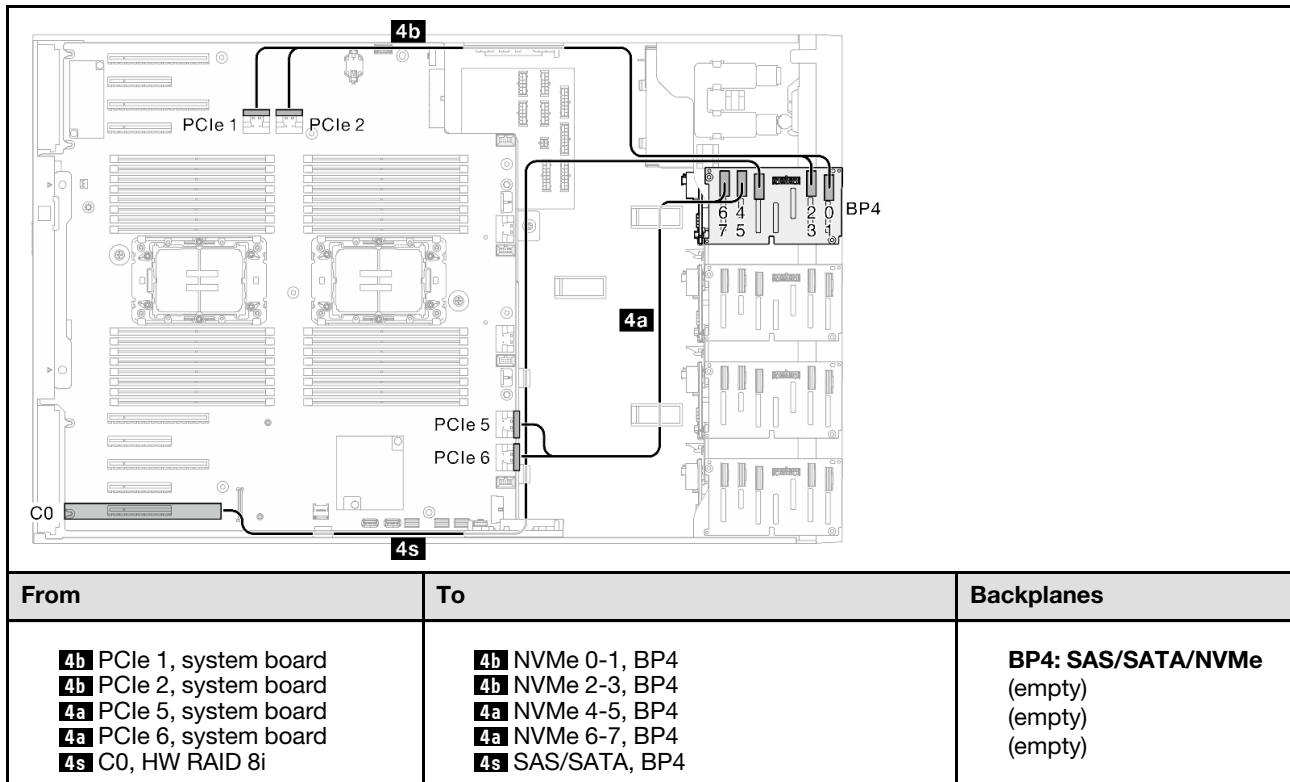 4b
PCIe 1
PCIe 2
6 4 2 0
7 5 3 1
BP4
4a
PCIe 5
PCIe 6
C0
4s
From
To
Backplanes
4b PCIe 1, system board
4b PCIe 2, system board
4a PCIe 5, system board
4a PCIe 6, system board
4s C0, HW RAID 8i
4b NVMe 0-1, BP4
4b NVMe 2-3, BP4
4a NVMe 4-5, BP4
4a NVMe 6-7, BP4
4s SAS/SATA, BP4
BP4: SAS/SATA/NVMe
(empty)
(empty)
(empty)